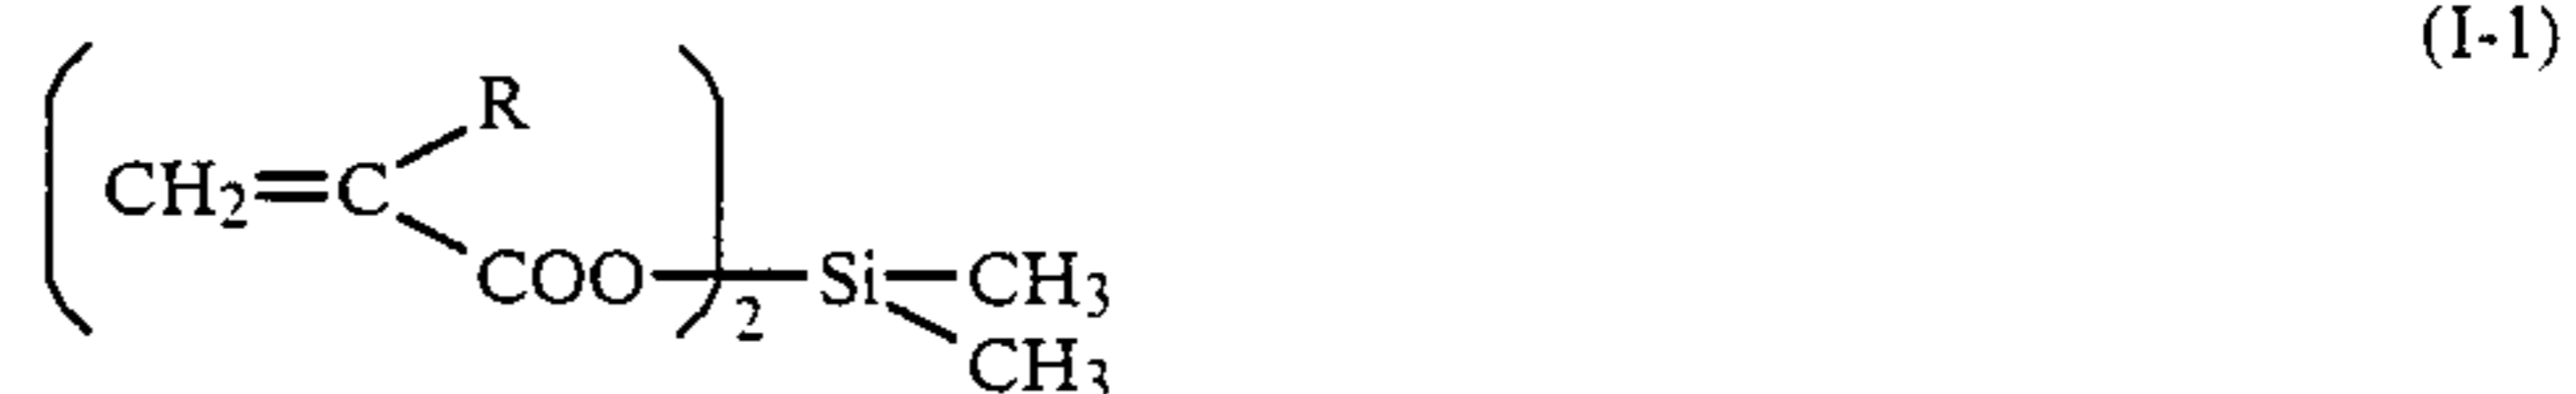 (I-1)
R
CH2=C
COO
2
Si
CH3
CH3